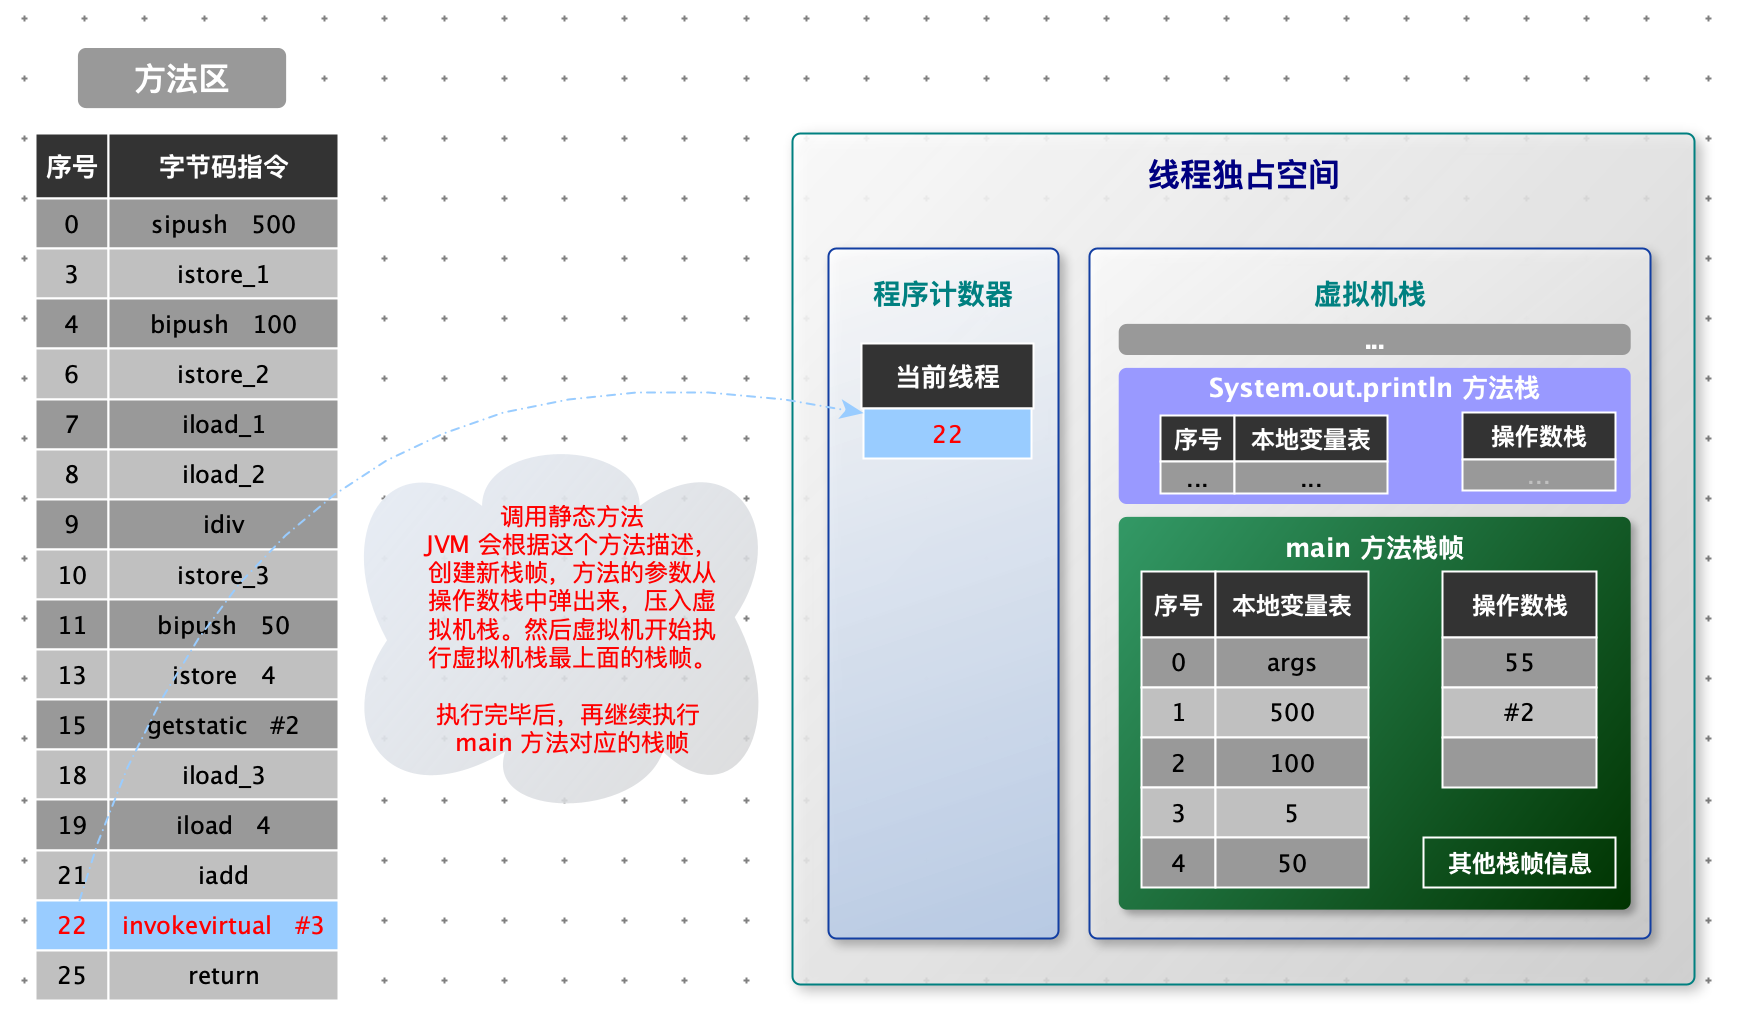 方法区
序号 字节码指令
0 sipush 500
3 istore_1
4 bipush 100
6 istore_2
7 iload_1
8 iload_2
9 idiv
10 istore_3
11 bipush 50
13 istore 4
15 getstatic #2
18 iload_3
19 iload 4
21 iadd
22 invokevirtual #3
25 return
调用静态方法
JVM 会根据这个方法描述，
创建新栈帧，方法的参数从
操作数栈中弹出来，压入虚
拟机栈。然后虚拟机开始执
行虚拟机栈最上面的栈帧。
执行完毕后，再继续执行
main 方法对应的栈帧
线程独占空间
程序计数器
当前线程
22
虚拟机栈
...
System.out.println 方法栈
序号 本地变量表
... ...
操作数栈
...
main 方法栈帧
序号 本地变量表
0 args
1 500
2 100
3 5
4 50
操作数栈
55
#2
其他栈帧信息